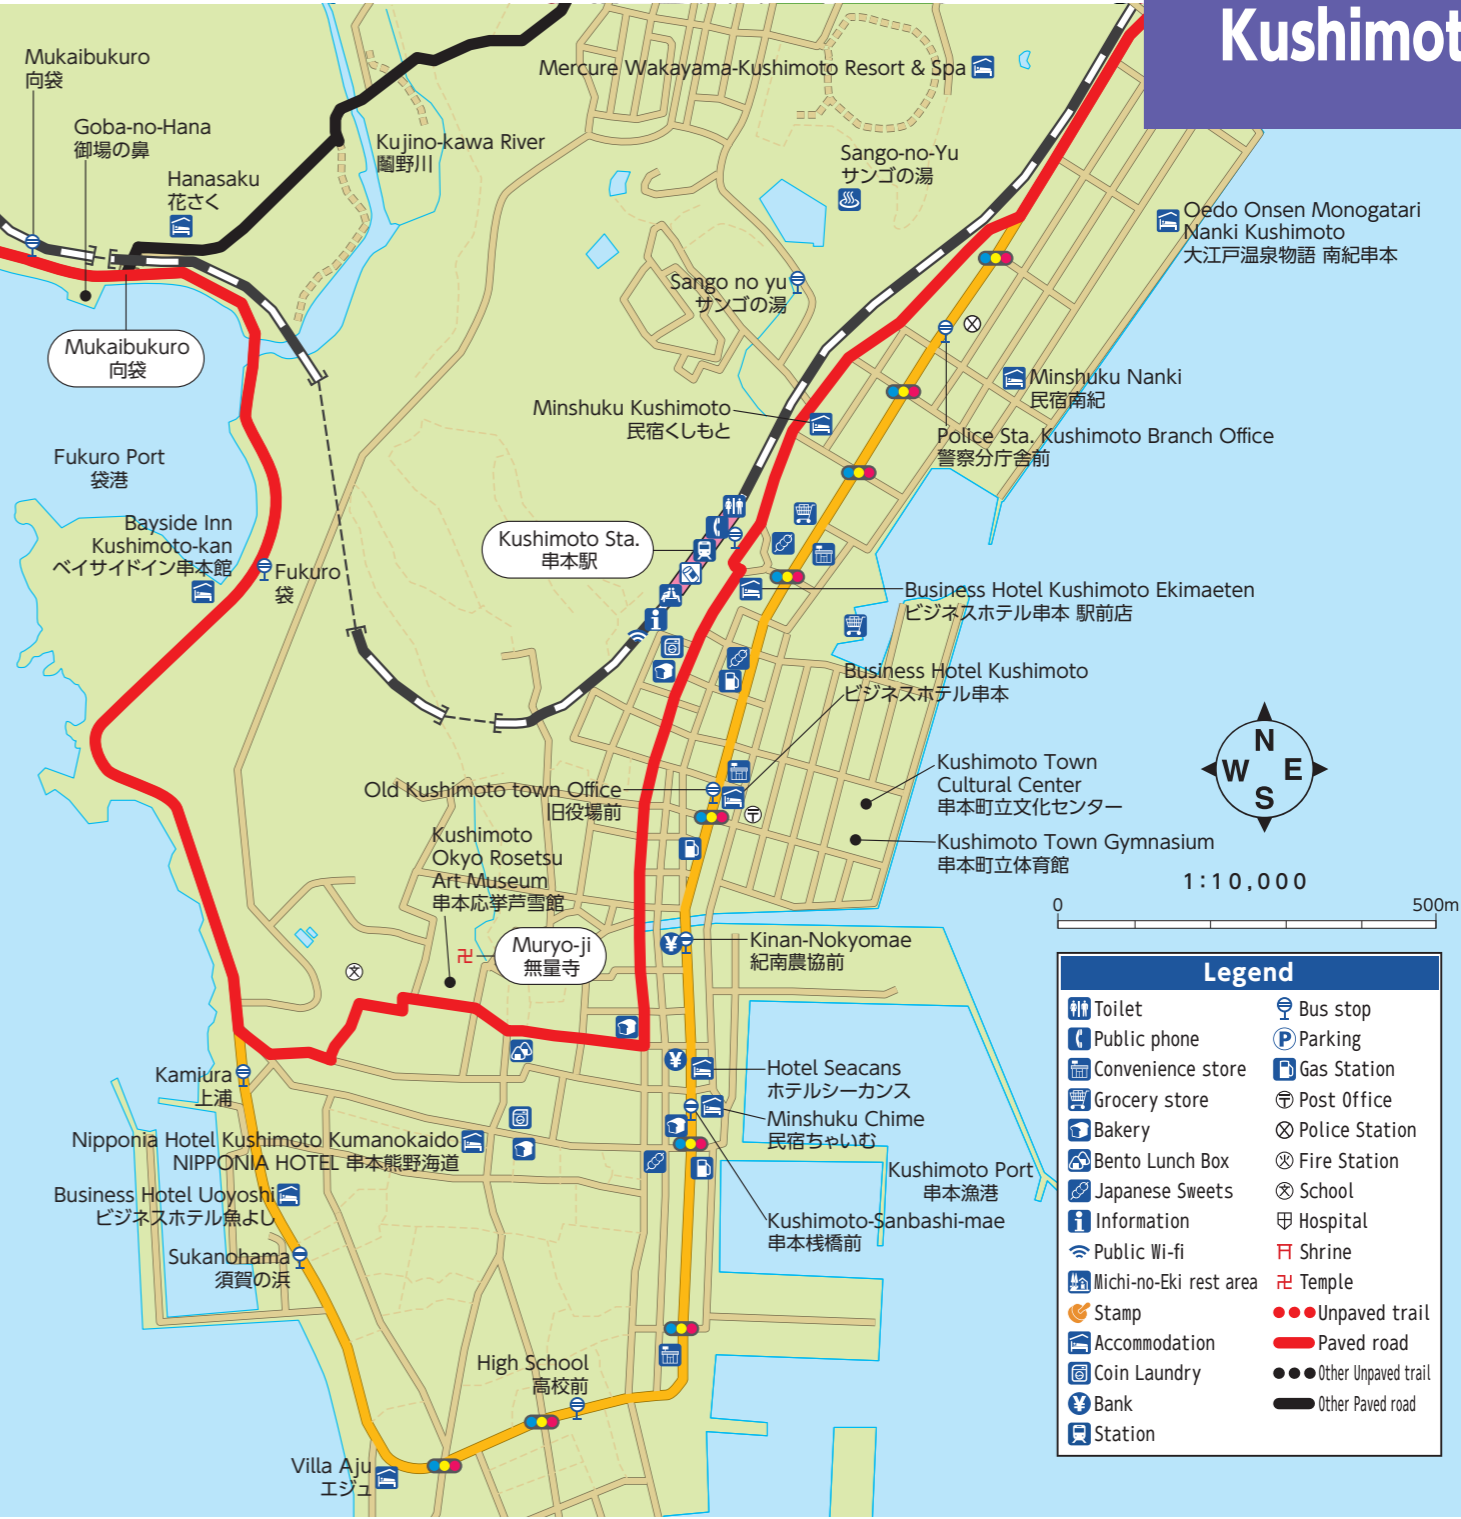 Kushimot
Mukaibukuro
向袋
Goba-no-Hana
御場の鼻
Hanasaku
花さく
Kujino-kawa River
鬮野川
Mercure Wakayama-Kushimoto Resort & Spa
Sango-no-Yu
サンゴの湯
Oedo Onsen Monogatari
Nanki Kushimoto
大江戸温泉物語 南紀串本
Sango no yu
サンゴの湯
Mukaibukuro
向袋
Minshuku Nanki
民宿南紀
Minshuku Kushimoto
民宿くしもと
Police Sta. Kushimoto Branch Office
警察分庁舎前
Fukuro Port
袋港
Bayside Inn
Kushimoto-kan
ベイサイドイン串本館
Fukuro
袋
Kushimoto Sta.
串本駅
Business Hotel Kushimoto Ekimaeten
ビジネスホテル串本 駅前店
Business Hotel Kushimoto
ビジネスホテル串本
Old Kushimoto town Office
旧役場前
Kushimoto Town
Cultural Center
串本町立文化センター
Kushimoto Town Gymnasium
串本町立体育館
N
W E
S
1:10,000
0 500m
Kushimoto
Okyo Rosetsu
Art Museum
串本応挙芦雪館
Muryo-ji
無量寺
Kinan-Nokyomae
紀南農協前
Kamiura
上浦
Hotel Seacans
ホテルシーカンス
Minshuku Chime
民宿ちゃいむ
Nipponia Hotel Kushimoto Kumanokaido
NIPPONIA HOTEL 串本熊野海道
Kushimoto Port
串本漁港
Business Hotel Uoyoshi
ビジネスホテル魚よし
Kushimoto-Sanbashi-mae
串本桟橋前
Sukanohama
須賀の浜
High School
高校前
Villa Aju
エジュ
Legend
Toilet
Public phone
Convenience store
Grocery store
Bakery
Bento Lunch Box
Japanese Sweets
Information
Public Wi-fi
Michi-no-Eki rest area
Stamp
Accommodation
Coin Laundry
Bank
Station
Bus stop
P Parking
Gas Station
Post Office
Police Station
Fire Station
School
Hospital
Shrine
Temple
Unpaved trail
Paved road
Other Unpaved trail
Other Paved road